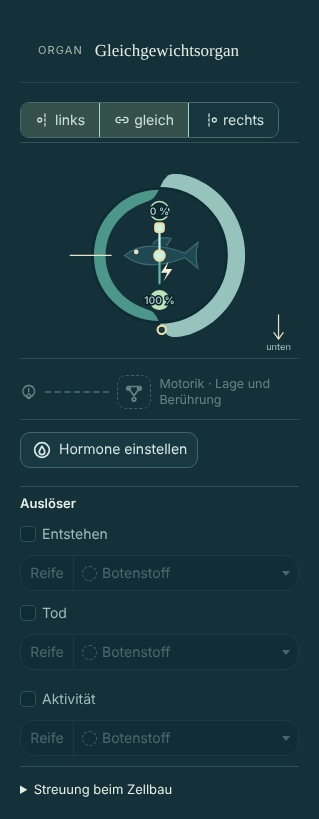 ORGAN Gleichgewichtsorgan
links gleich rechts
0 %
100 %
unten
Motorik · Lage und
Berührung
Hormone einstellen
Auslöser
Entstehen
Reife Botenstoff
Tod
Reife Botenstoff
Aktivität
Reife Botenstoff
Streuung beim Zellbau